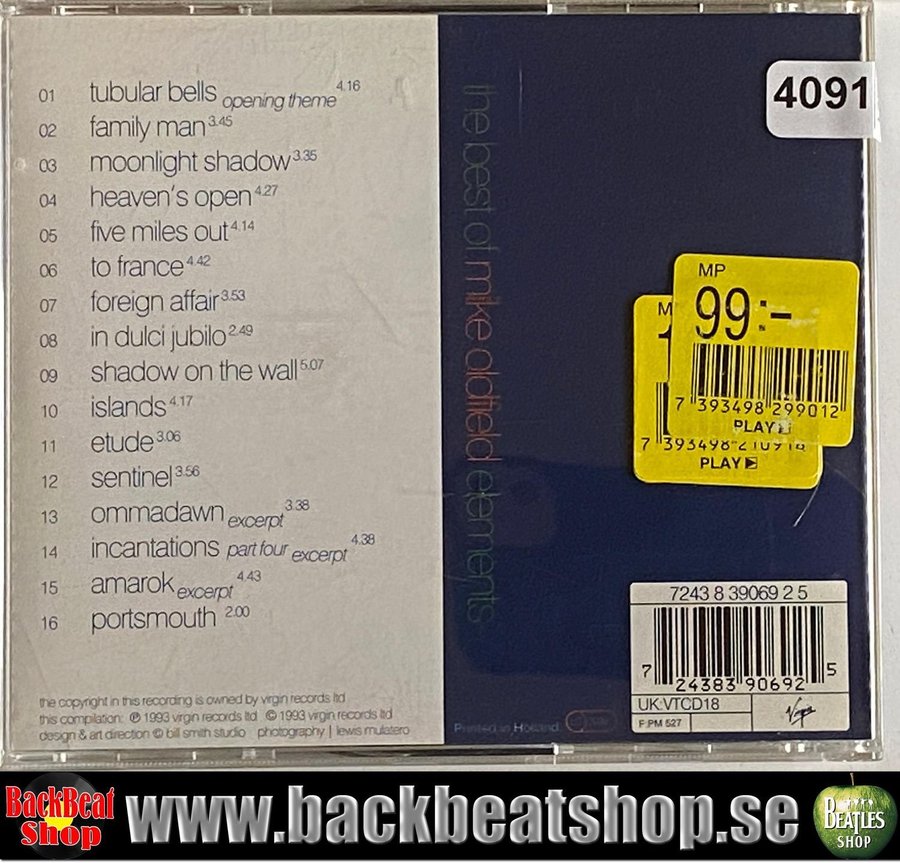 01 tubular bells opening theme 4.16
02 family man 3.45
03 moonlight shadow 3.35
04 heaven's open 4.27
05 five miles out 4.14
06 to france 4.42
07 foreign affair 3.53
08 in dulci jubilo 2.49
09 shadow on the wall 5.07
10 islands 4.17
11 etude 3.06
12 sentinel 3.56
13 ommadawn excerpt 3.38
14 incantations part four excerpt 4.38
15 amarok excerpt 4.43
16 portsmouth 2.00
the copyright in this recording is owned by virgin records ltd
this compilation: ℗ 1993 virgin records ltd © 1993 virgin records ltd
design & art direction © bill smith studio photography | lewis mulatero
the best of mike oldfield elements
4091
MP
99:-
7 393498 299012
PLAY
PLAY
7243 8 39069 2 5
7 24383 90692 5
UK:VTCD18
F:PM 527
Virgin
Printed in Holland
BackBeat
Shop
www.backbeatshop.se
BEATLES
SHOP